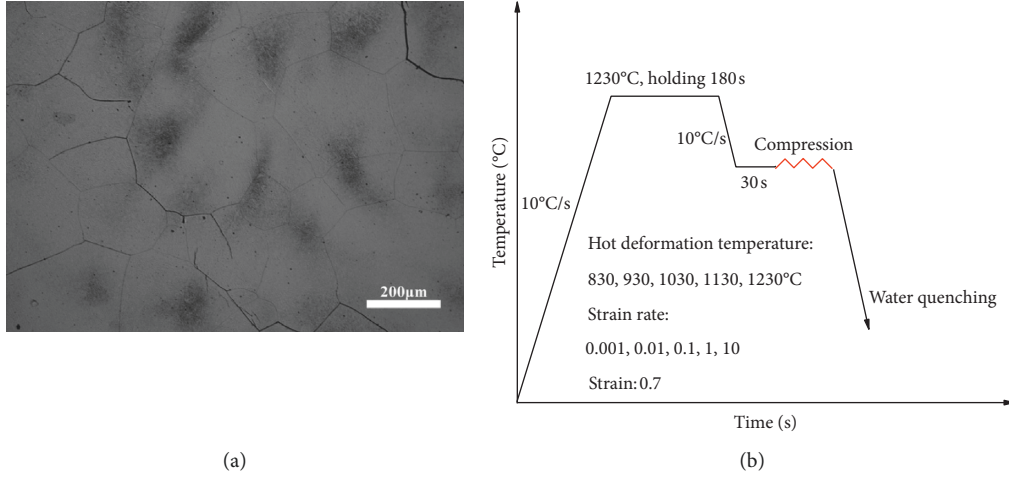 200μm
(a)
Temperature (°C)
1230°C, holding 180 s
10°C/s
10°C/s
Compression
30 s
Hot deformation temperature:
830, 930, 1030, 1130, 1230°C
Strain rate:
0.001, 0.01, 0.1, 1, 10
Strain: 0.7
Water quenching
Time (s)
(b)